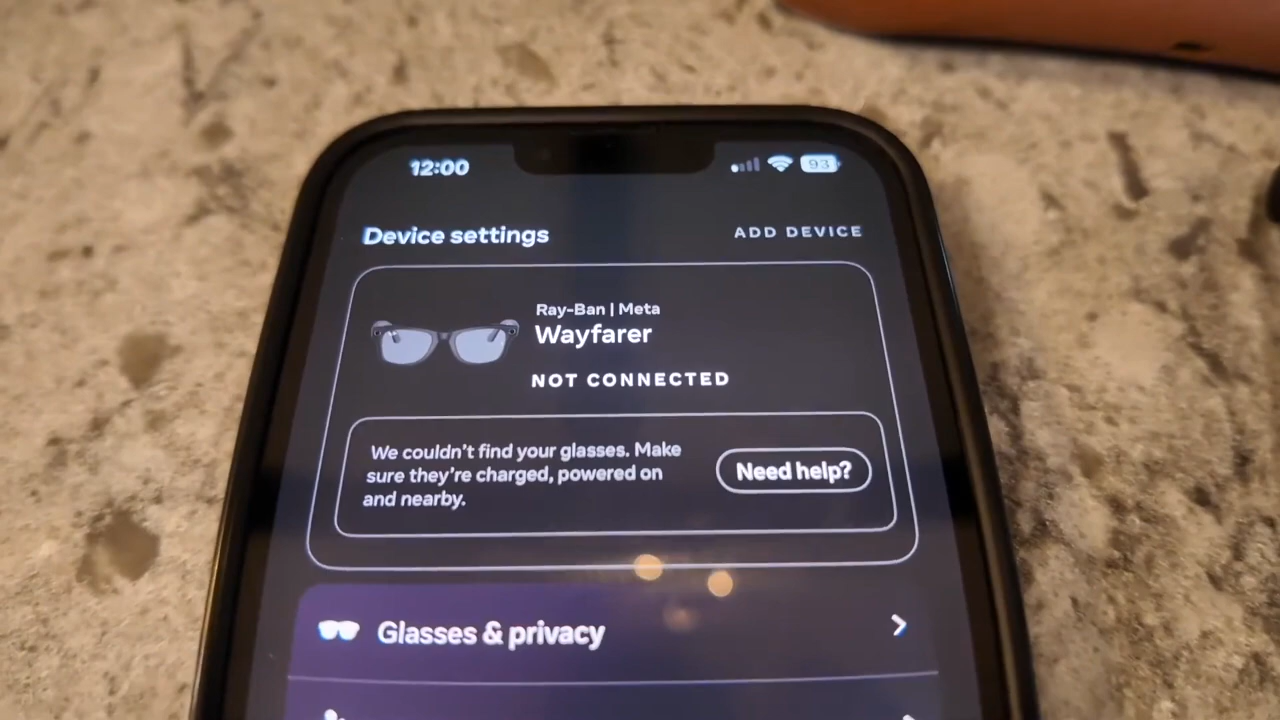 12:00
93
Device settings
ADD DEVICE
Ray-Ban | Meta
Wayfarer
NOT CONNECTED
We couldn't find your glasses. Make
sure they're charged, powered on
and nearby.
Need help?
Glasses & privacy